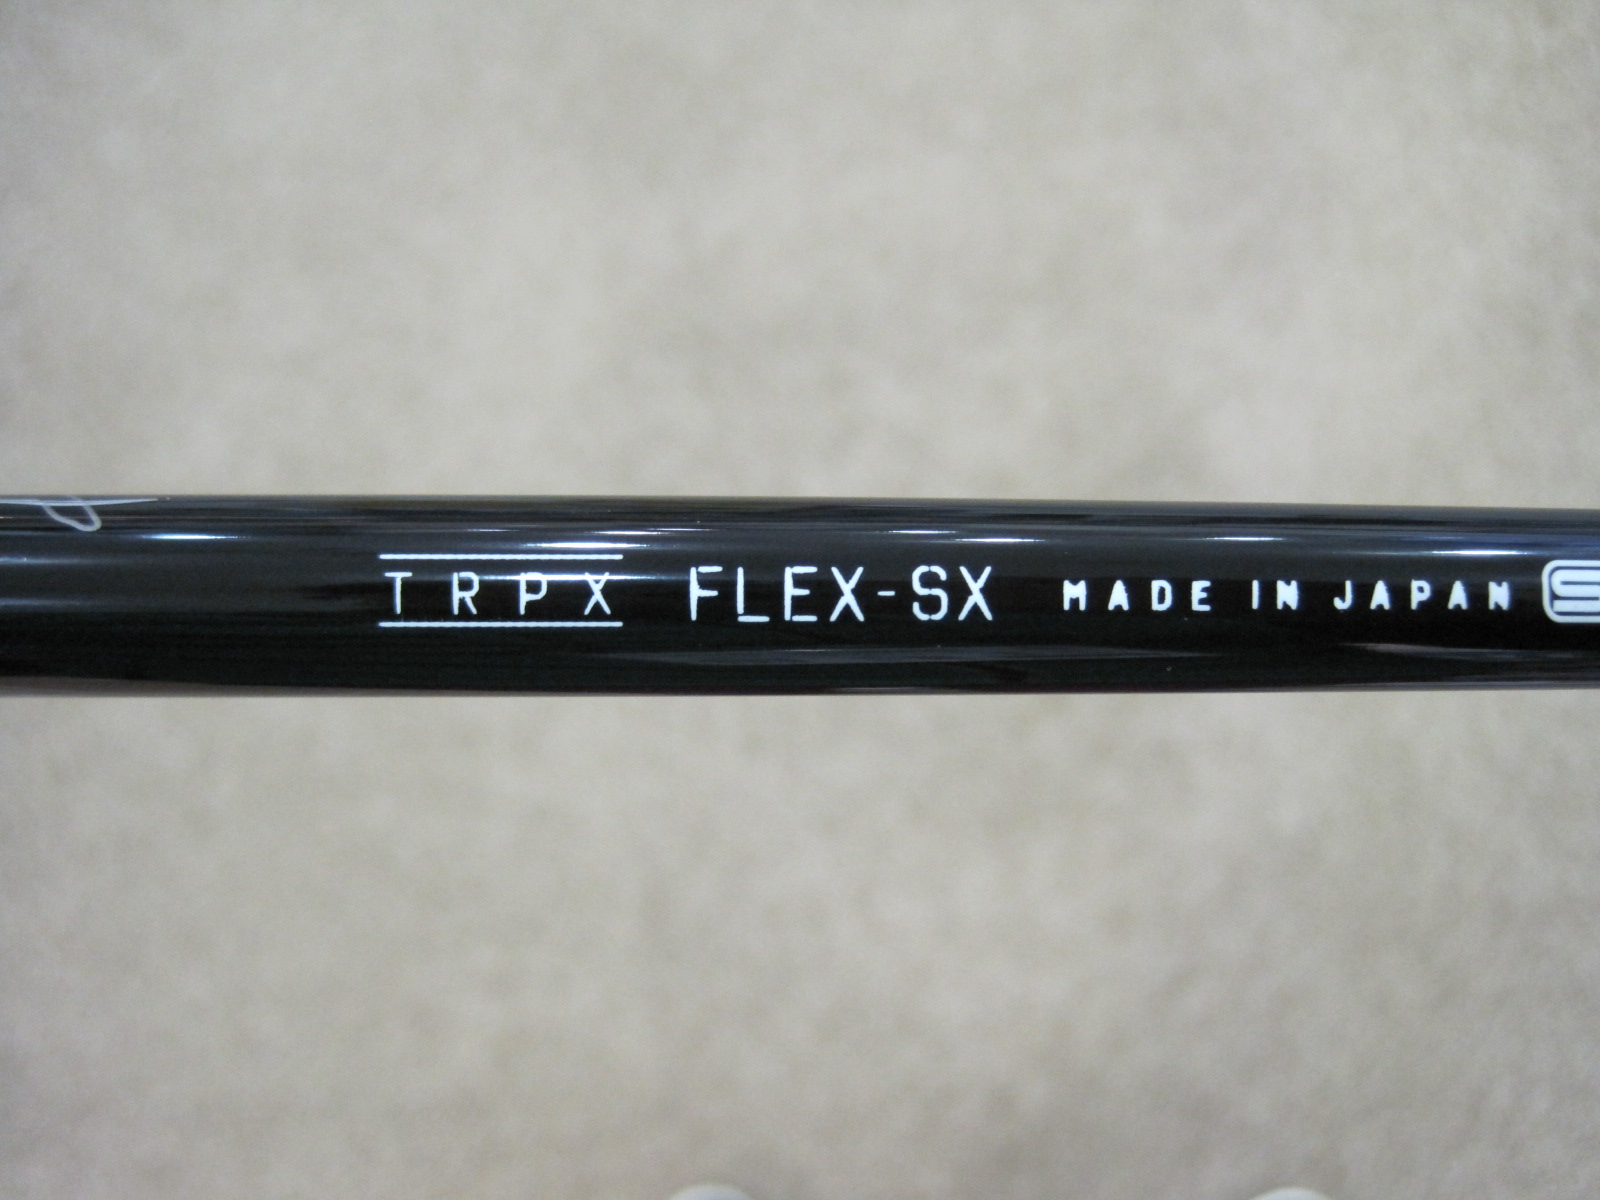 TRPX FLEX-SX MADE IN JAPAN